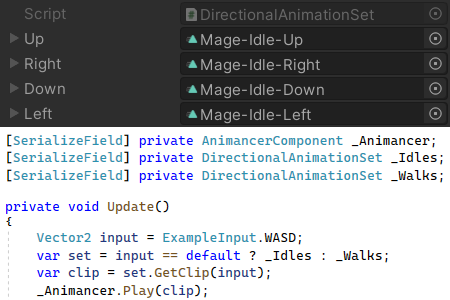 Script DirectionalAnimationSet
Up Mage-Idle-Up
Right Mage-Idle-Right
Down Mage-Idle-Down
Left Mage-Idle-Left
[SerializeField] private AnimancerComponent _Animancer;
[SerializeField] private DirectionalAnimationSet _Idles;
[SerializeField] private DirectionalAnimationSet _Walks;
private void Update()
{
Vector2 input = ExampleInput.WASD;
var set = input == default ? _Idles : _Walks;
var clip = set.GetClip(input);
_Animancer.Play(clip);